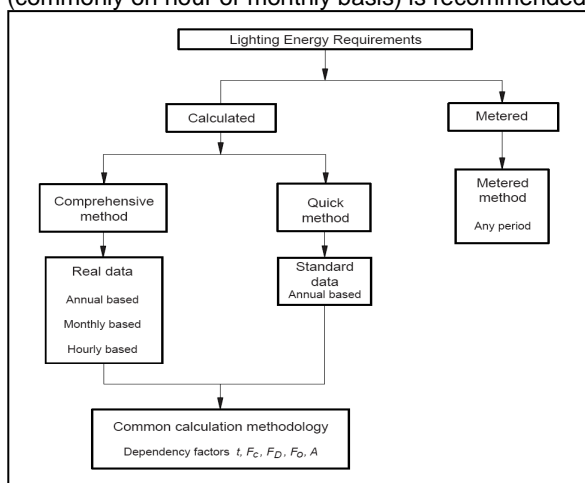 (commonly on hour or monthly basis) is recommended
Lighting Energy Requirements
Calculated
Metered
Comprehensive
method
Quick
method
Metered
method
Any period
Real data
Annual based
Monthly based
Hourly based
Standard
data
Annual based
Common calculation methodology
Dependency factors t, Fc, FD, Fo, A